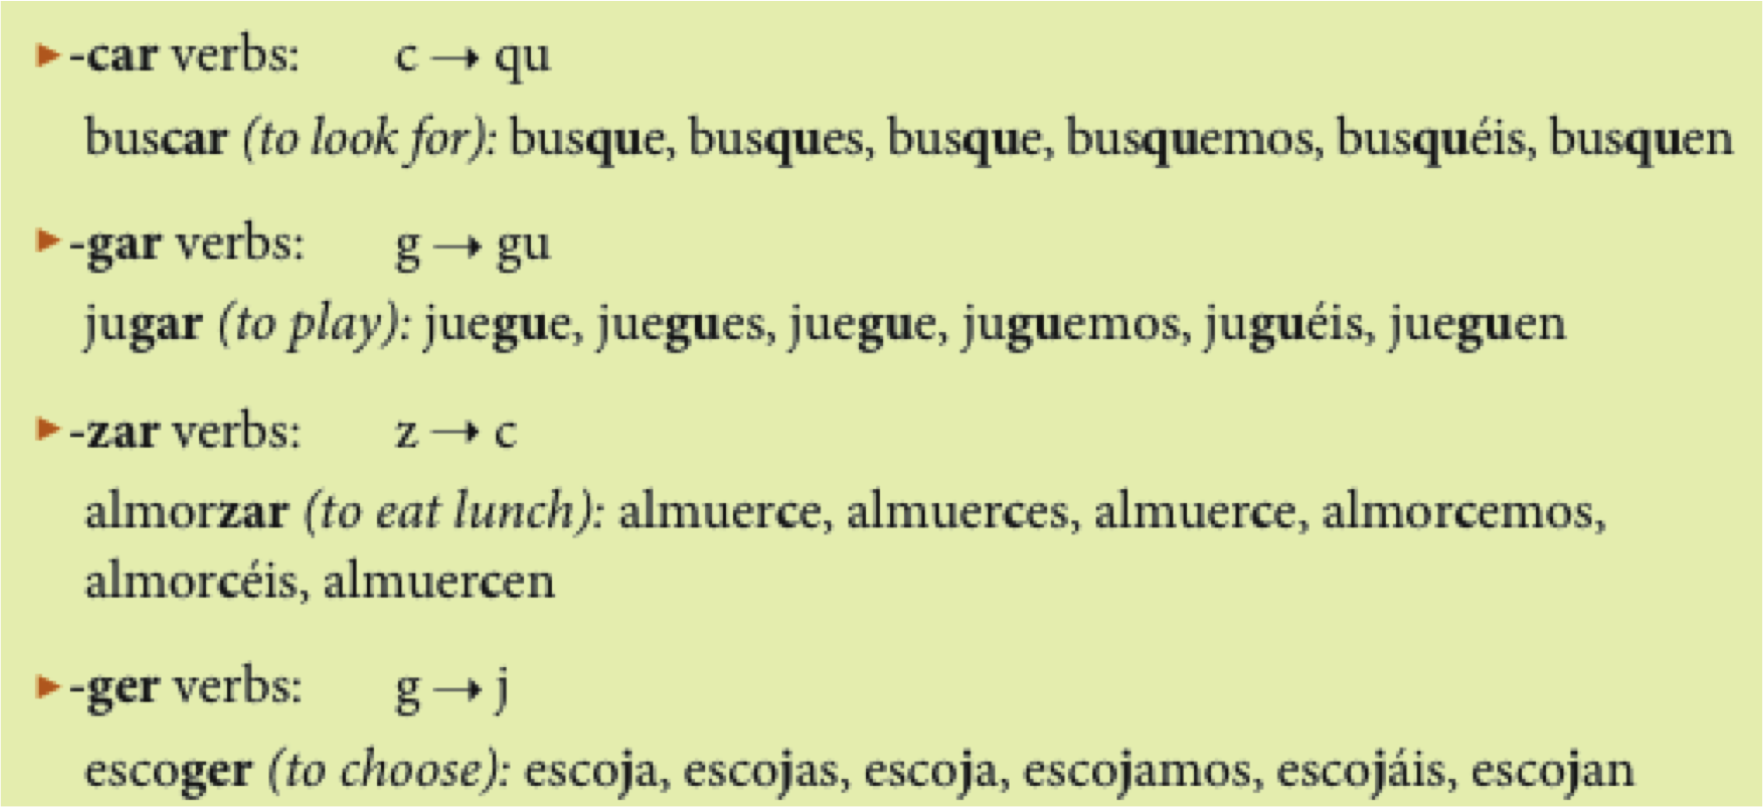 ▶ -car verbs: c → qu
buscar (to look for): busque, busques, busque, busquemos, busquéis, busquen
▶ -gar verbs: g → gu
jugar (to play): juegue, juegues, juegue, juguemos, juguéis, jueguen
▶ -zar verbs: z → c
almorzar (to eat lunch): almuerce, almuerces, almuerce, almorcemos,
almorcéis, almuercen
▶ -ger verbs: g → j
escoger (to choose): escoja, escojas, escoja, escojamos, escojáis, escojan